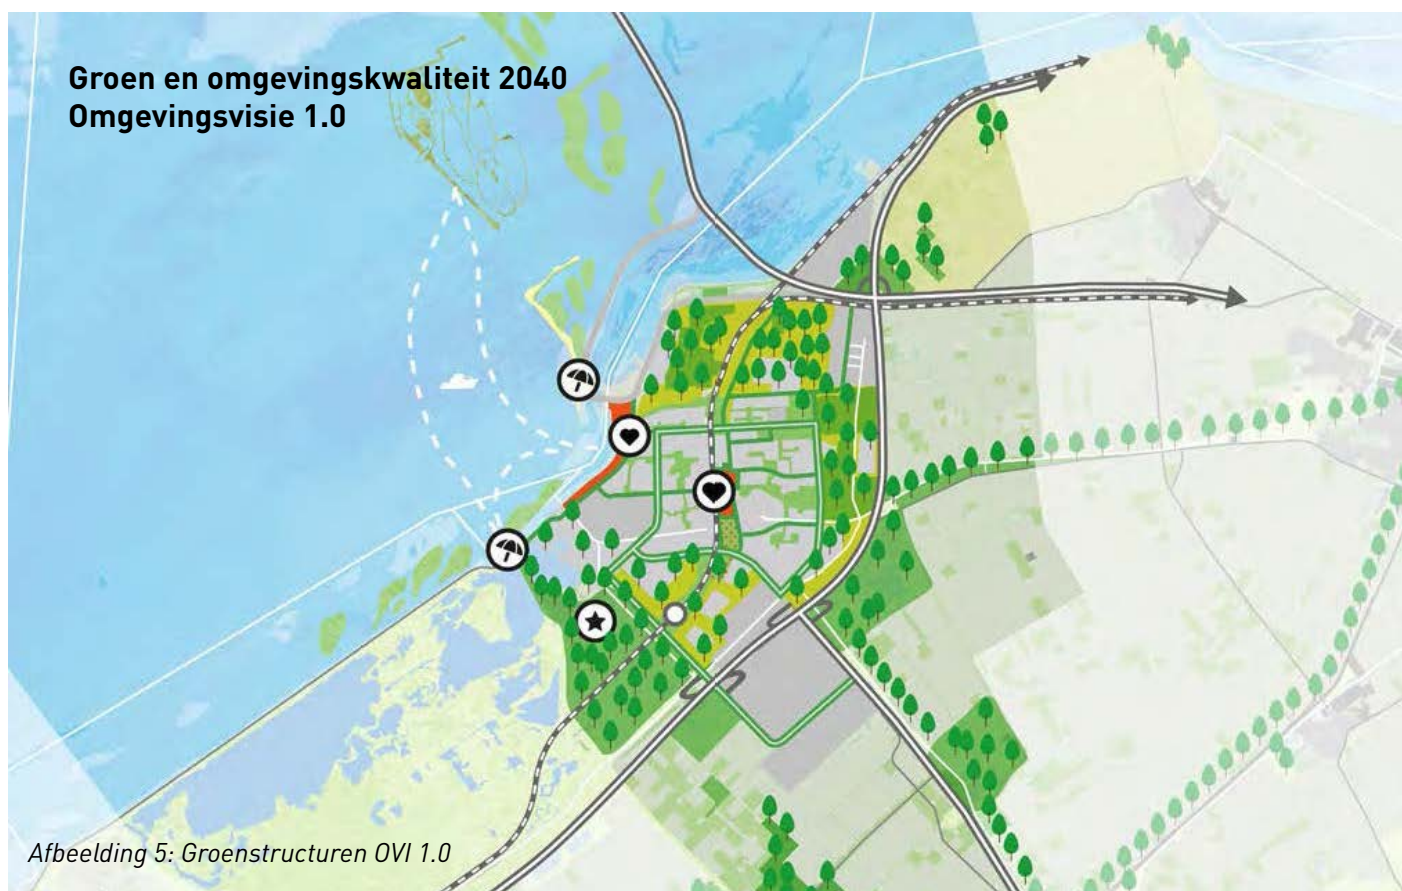 Groen en omgevingskwaliteit 2040
Omgevingsvisie 1.0
Afbeelding 5: Groenstructuren OVI 1.0